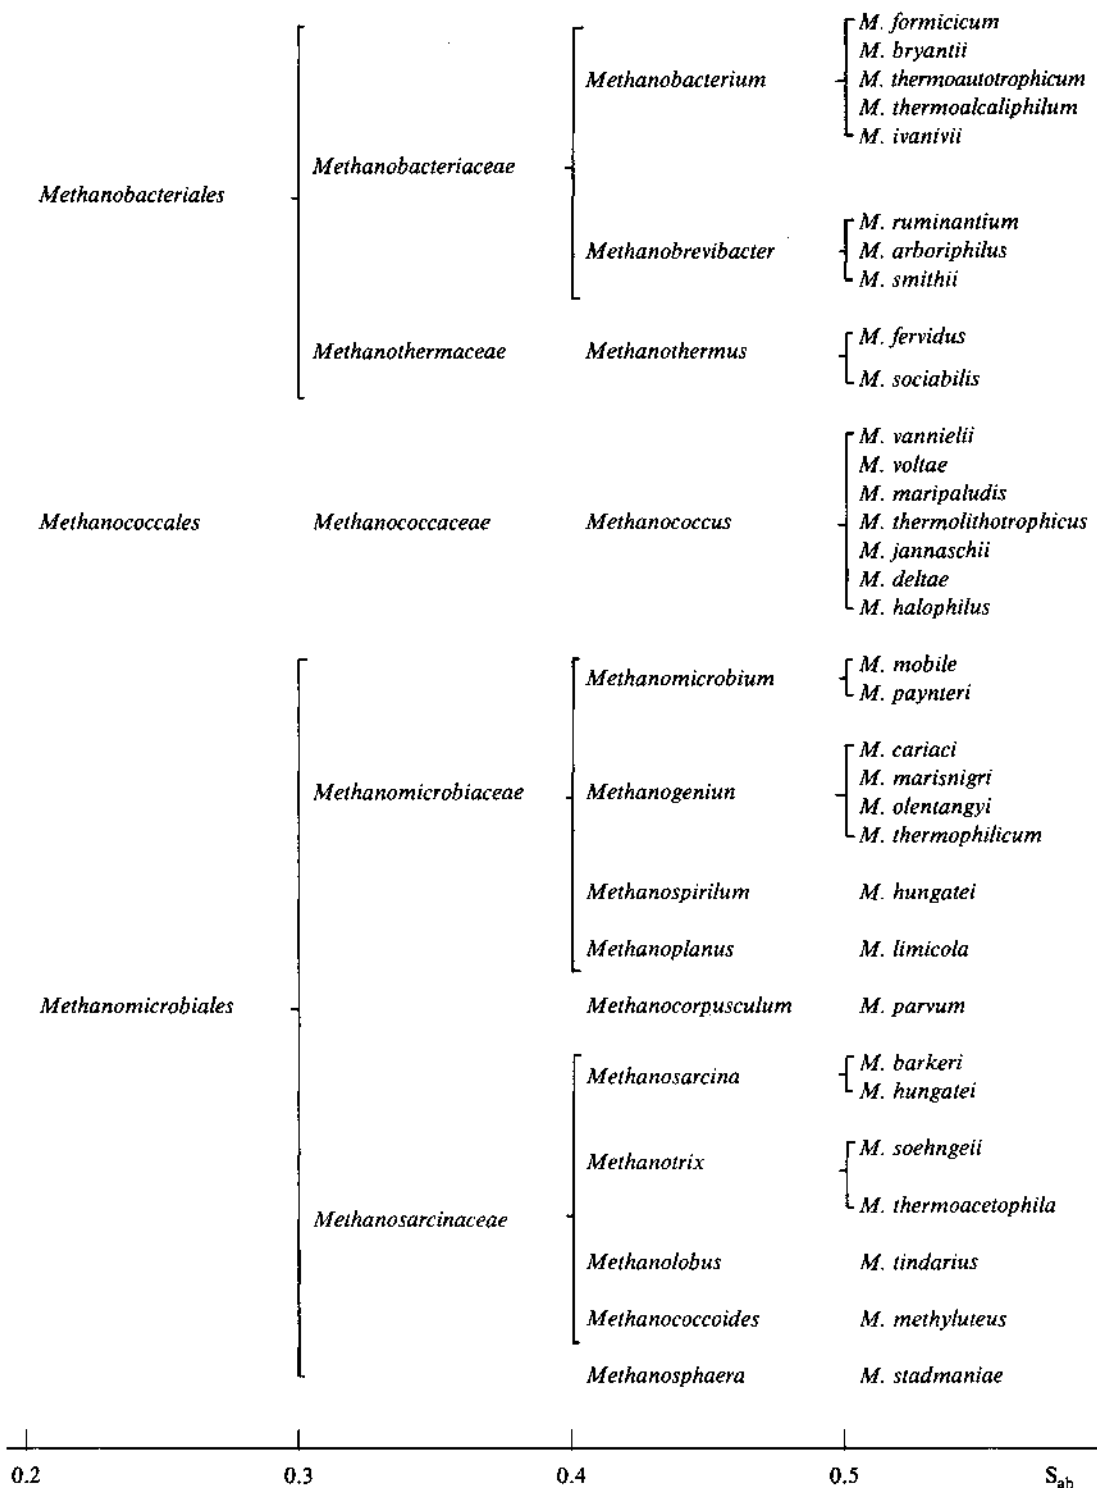 M. formicicum
M. bryantii
Methanobacterium M. thermoautotrophicum
M. thermoalcaliphilum
M. ivanivii
Methanobacteriaceae
Methanobacteriales
M. ruminantium
Methanobrevibacter M. arboriphilus
M. smithii
M. fervidus
Methanothermaceae Methanothermus
M. sociabilis
M. vannielii
M. voltae
M. maripaludis
Methanococcales Methanococcaceae Methanococcus M. thermolithotrophicus
M. jannaschii
M. deltae
M. halophilus
M. mobile
Methanomicrobium
M. paynteri
M. cariaci
M. marisnigri
Methanomicrobiaceae Methanogeniun
M. olentangyi
M. thermophilicum
Methanospirilum M. hungatei
Methanoplanus M. limicola
Methanomicrobiales Methanocorpusculum M. parvum
M. barkeri
Methanosarcina
M. hungatei
M. soehngeii
Methanotrix
M. thermoacetophila
Methanosarcinaceae
Methanolobus M. tindarius
Methanococcoides M. methyluteus
Methanosphaera M. stadmaniae
0.2 0.3 0.4 0.5 Sab